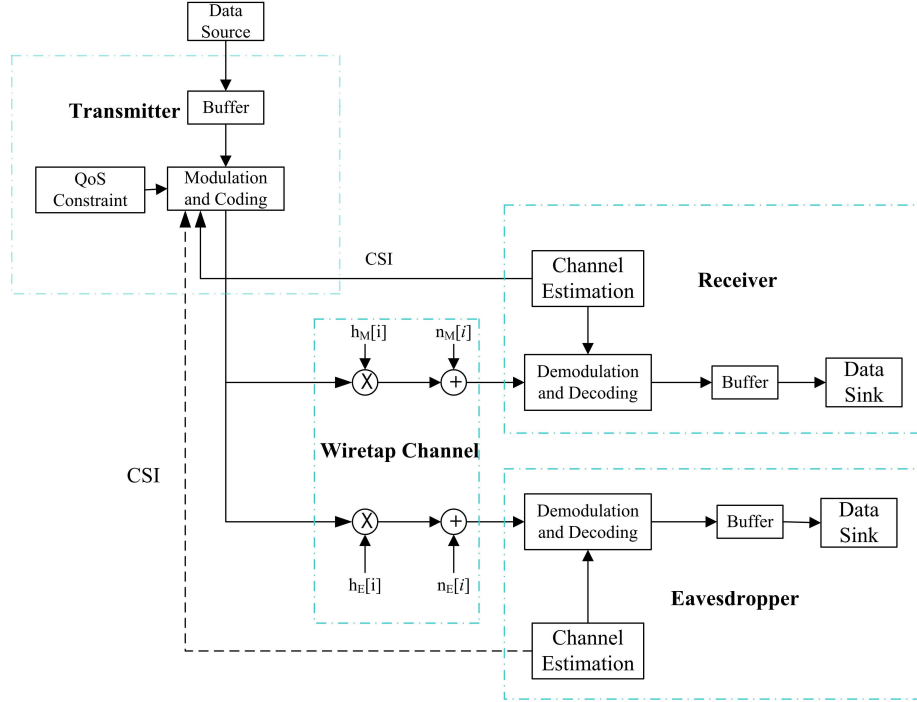 Data
Source
Transmitter
Buffer
QoS
Constraint
Modulation
and Coding
CSI
Channel
Estimation
Receiver
hM[i]
nM[i]
X
+
Demodulation
and Decoding
Buffer
Data
Sink
Wiretap Channel
CSI
X
+
Demodulation
and Decoding
Buffer
Data
Sink
hE[i]
nE[i]
Eavesdropper
Channel
Estimation